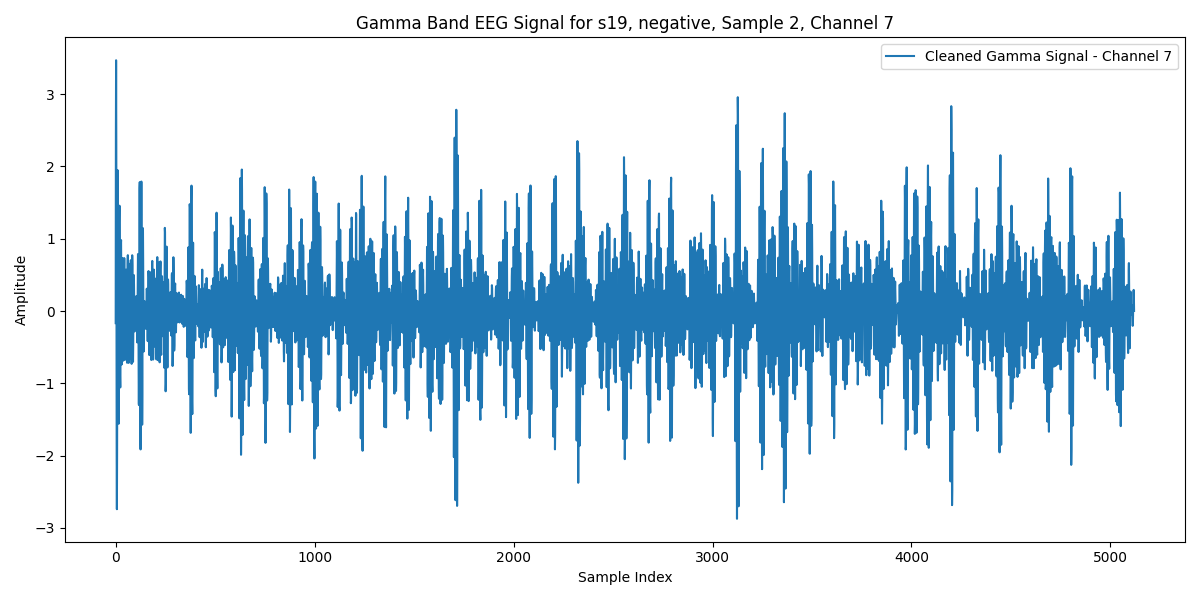 Gamma Band EEG Signal for s19, negative, Sample 2, Channel 7
Cleaned Gamma Signal - Channel 7
Amplitude
3
2
1
0
−1
−2
−3
0 1000 2000 3000 4000 5000
Sample Index